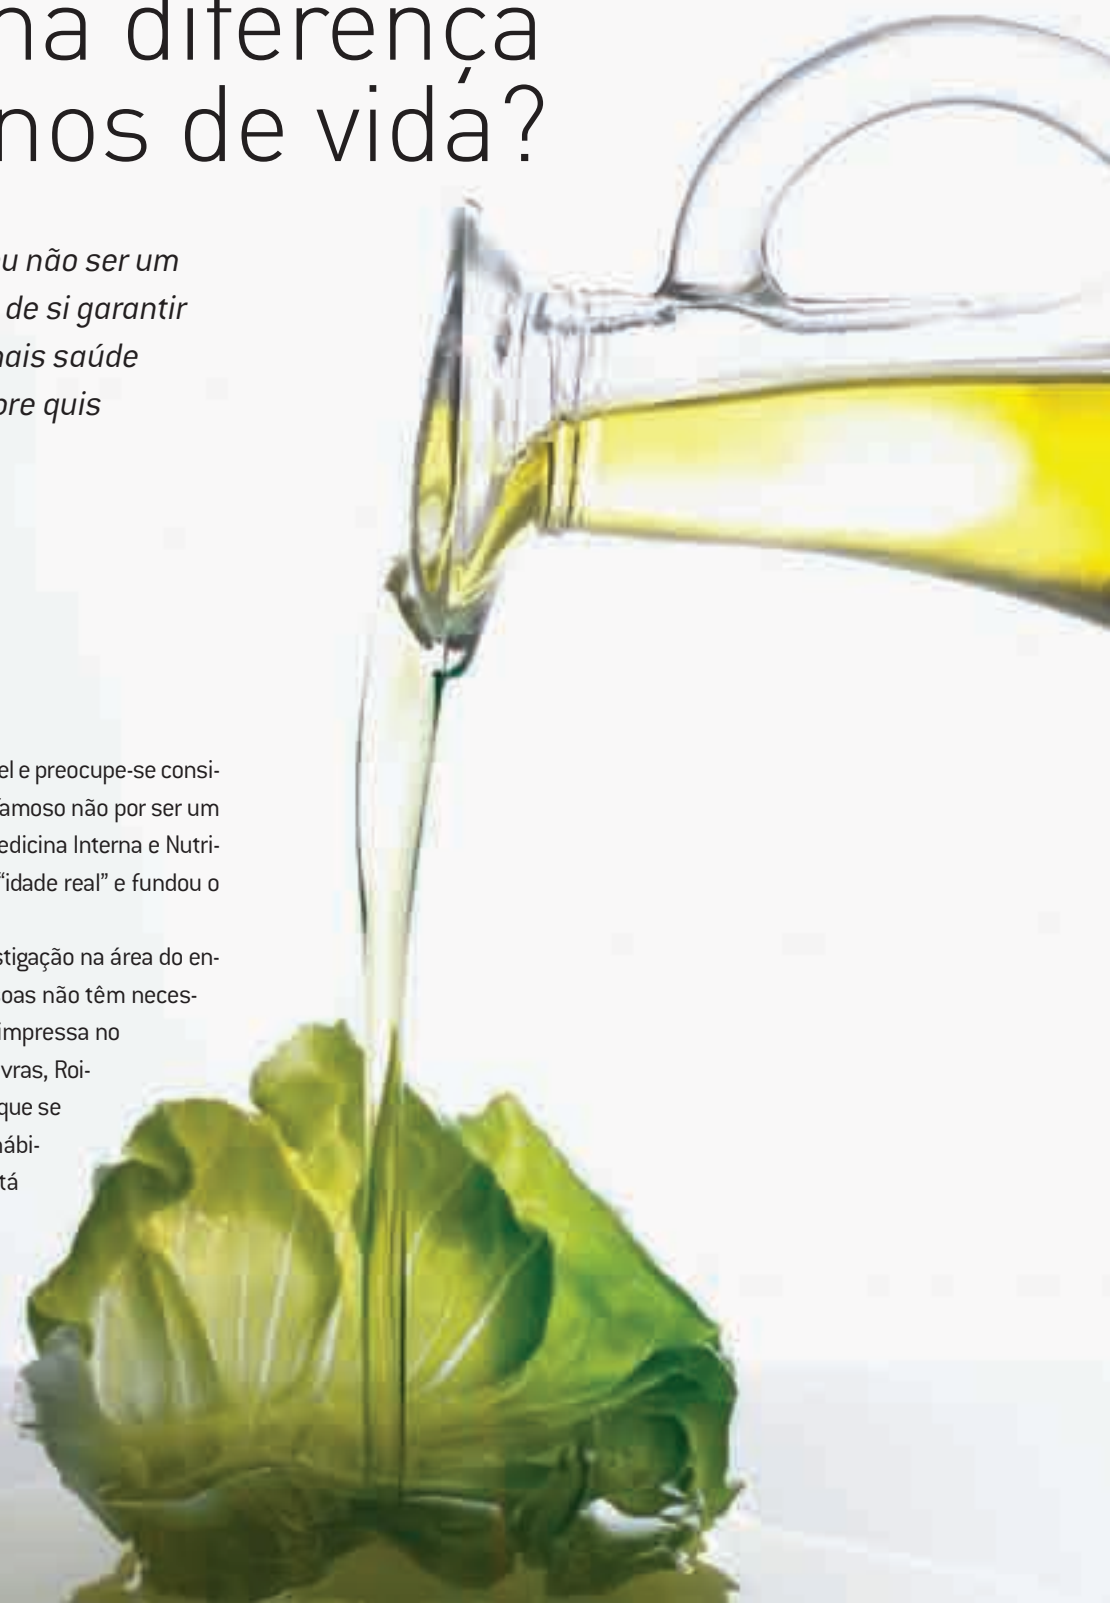 na diferença
nos de vida?
u não ser um
de si garantir
nais saúde
pre quis
el e preocupe-se consi-
famoso não por ser um
edicina Interna e Nutri-
“idade real” e fundou o
stigação na área do en-
oas não têm neces-
impressa no
vras, Roi-
que se
hábi-
tá